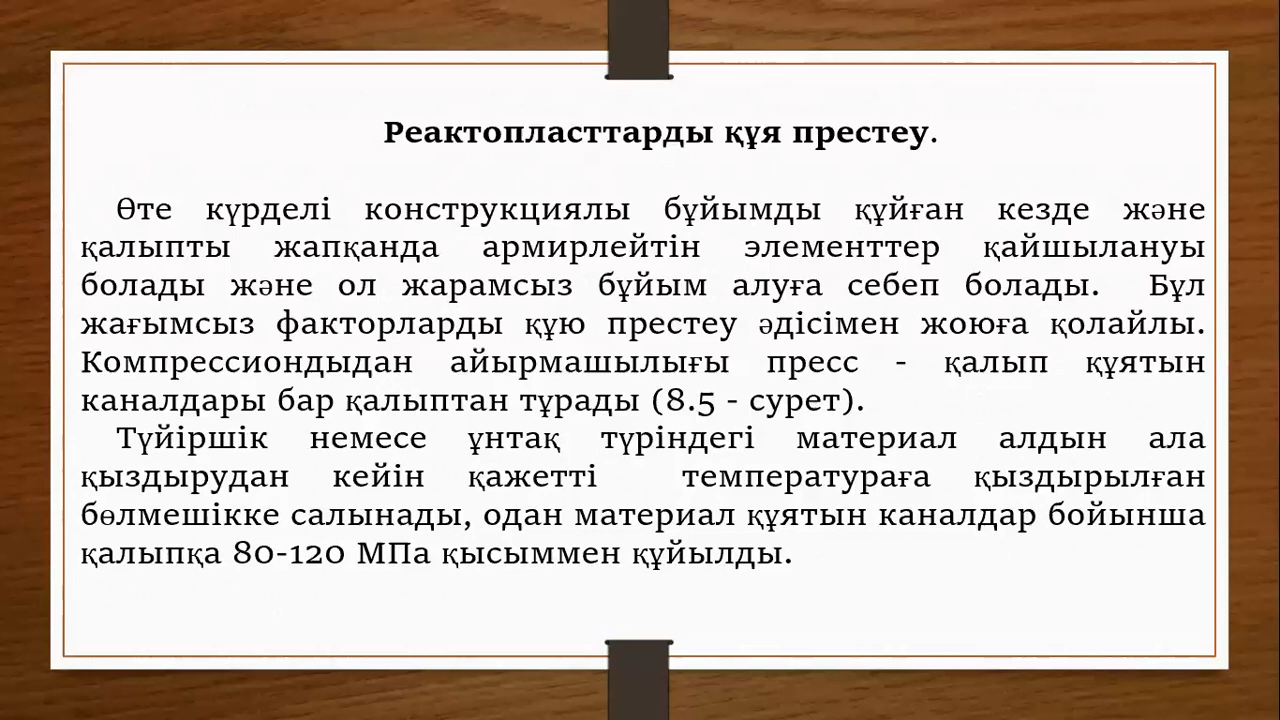 Реактопласттарды құя престеу.
Өте күрделі конструкциялы бұйымды құйған кезде және
қалыпты жапқанда армирлейтін элементтер қайшылануы
болады және ол жарамсыз бұйым алуға себеп болады. Бұл
жағымсыз факторларды құю престеу әдісімен жоюға қолайлы.
Компрессиондыдан айырмашылығы пресс - қалып құятын
каналдары бар қалыптан тұрады (8.5 - сурет).
Түйіршік немесе ұнтақ түріндегі материал алдын ала
қыздырудан кейін қажетті температураға қыздырылған
бөлмешікке салынады, одан материал құятын каналдар бойынша
қалыпқа 80-120 МПа қысыммен құйылды.